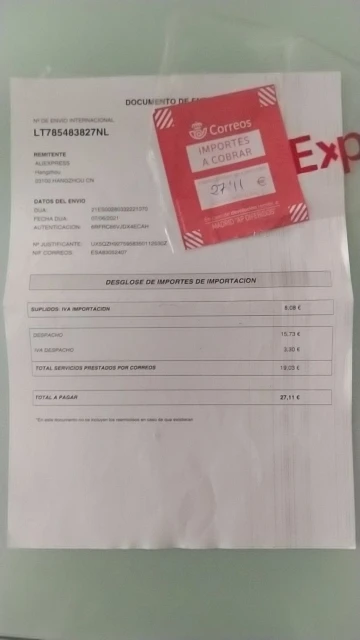 DOCUMENTO DE
Nº DE ENVÍO INTERNACIONAL
LT785483827NL
Correos
IMPORTES
A COBRAR
27'11 €
Exp
REMITENTE
ALIEXPRESS
Hangzhou
HANGZHOU CN
DATOS DEL ENVÍO
DUA:
FECHA DUA:
AUTENTICACIÓN:
Nº JUSTIFICANTE:
NIF CORREOS:
DESGLOSE DE IMPORTES DE IMPORTACIÓN
SUPLIDOS: IVA IMPORTACIÓN 8,08 €
DESPACHO 15,73 €
IVA DESPACHO 3,30 €
TOTAL SERVICIOS PRESTADOS POR CORREOS 19,03 €
TOTAL A PAGAR 27,11 €